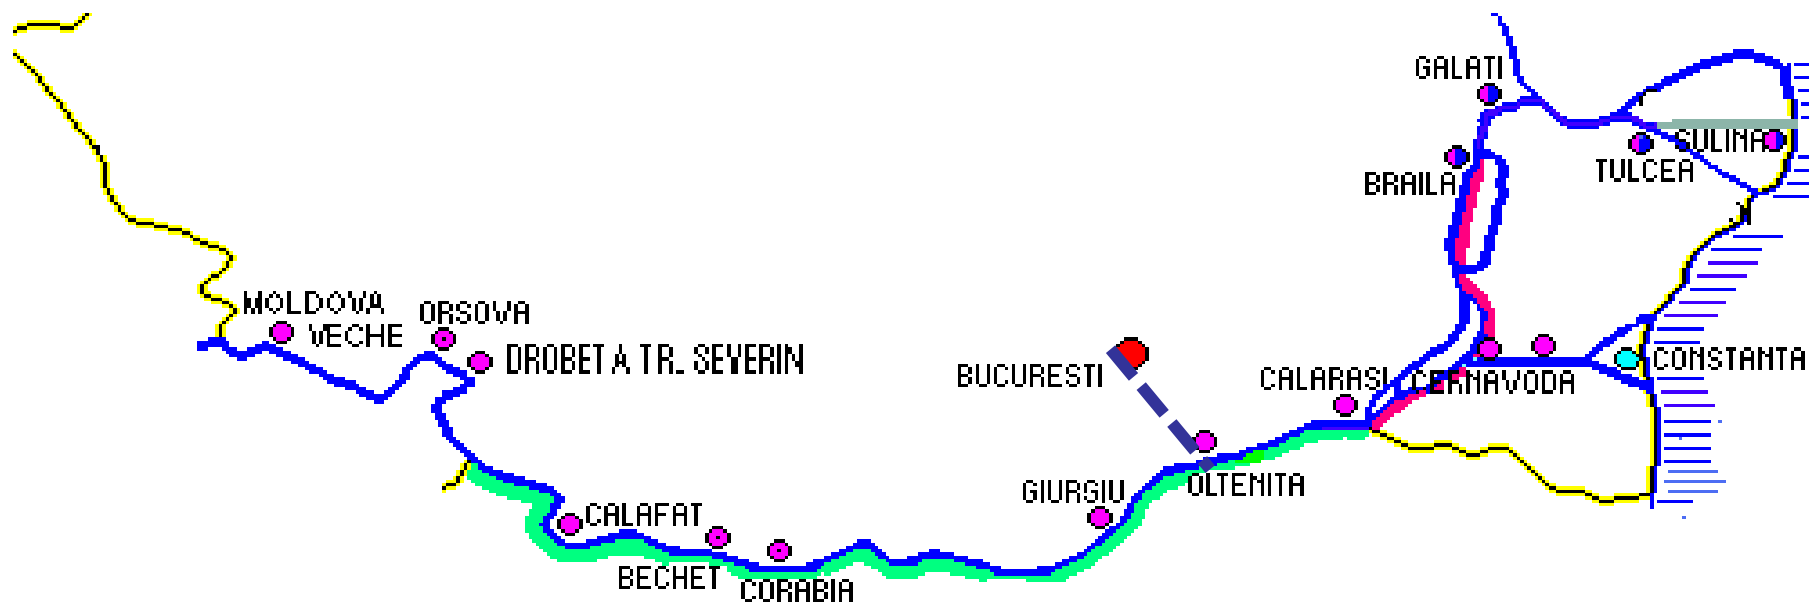 GALATI
SULINA
TULCEA
BRAILA
MOLDOVA
VECHE
ORSOVA
DROBETA TR. SEVERIN
BUCURESTI
CALARASI
CERNAVODA
CONSTANTA
OLTENITA
GIURGIU
CALAFAT
BECHET
CORABIA